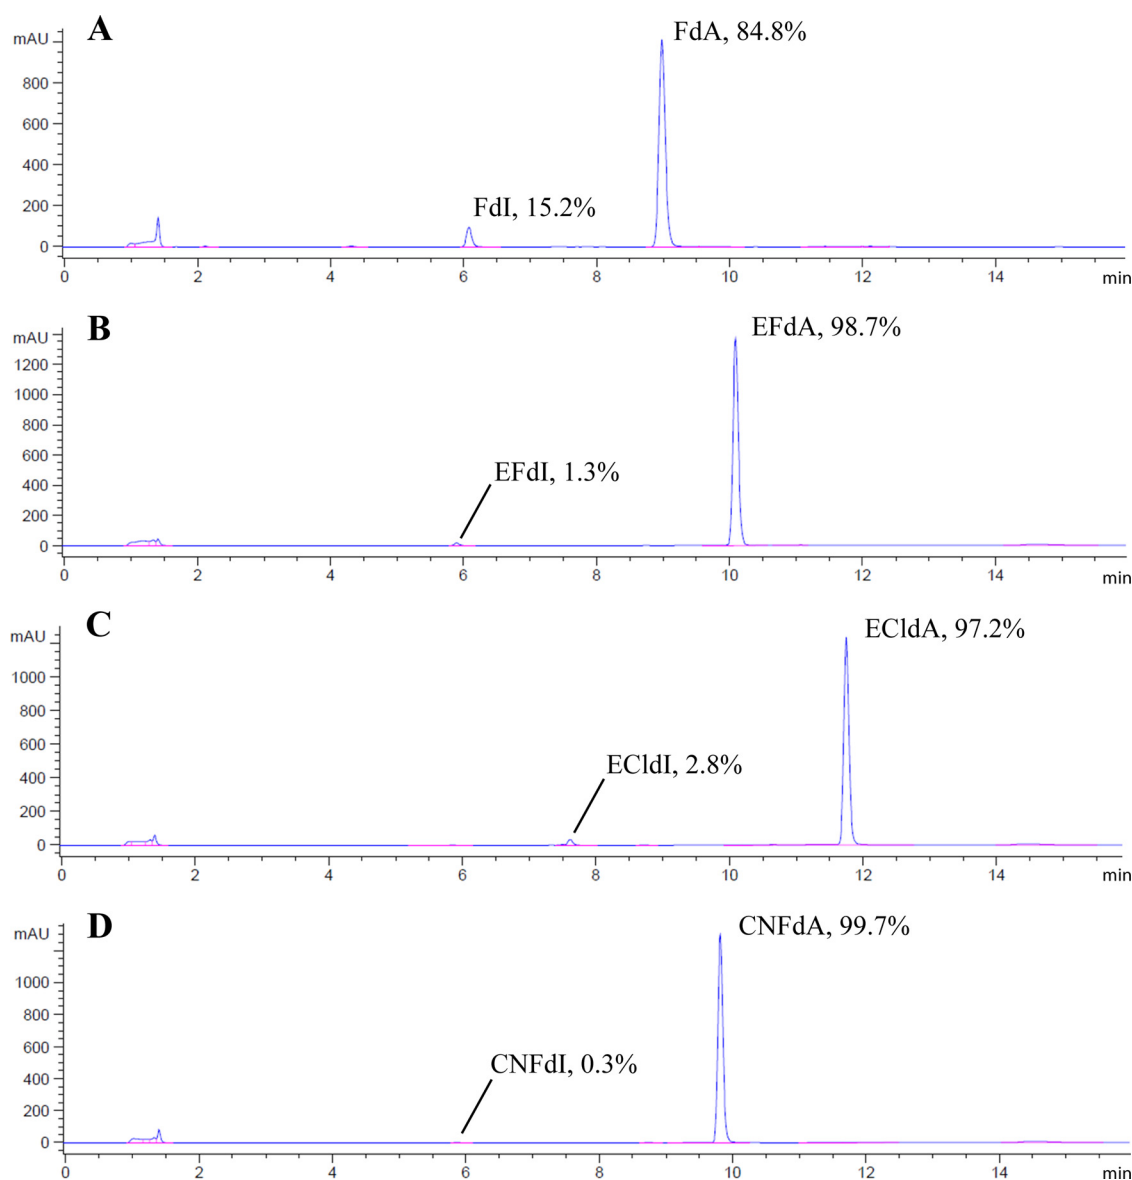 A
mAU
FdA, 84.8%
800
600
400
FdI, 15.2%
200
0
0 2 4 6 8 10 12 14 min
B
mAU
EFdA, 98.7%
1200
1000
800
600
EFdI, 1.3%
400
200
0
0 2 4 6 8 10 12 14 min
C
mAU
ECldA, 97.2%
1000
800
600
ECldI, 2.8%
400
200
0
0 2 4 6 8 10 12 14 min
D
mAU
CNFdA, 99.7%
1000
800
600
CNFdI, 0.3%
400
200
0
0 2 4 6 8 10 12 14 min